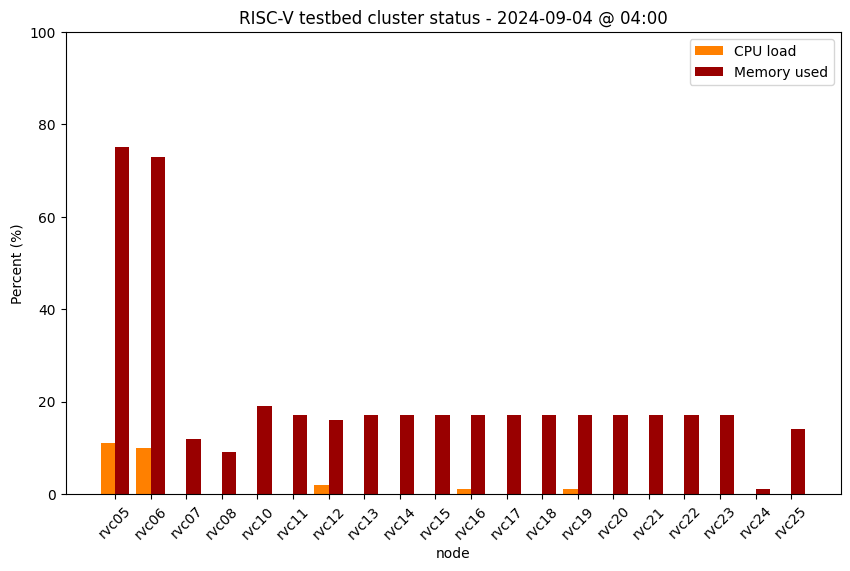 RISC-V testbed cluster status - 2024-09-04 @ 04:00
CPU load
Memory used
Percent (%)
100
80
60
40
20
0
rvc05 rvc06 rvc07 rvc08 rvc10 rvc11 rvc12 rvc13 rvc14 rvc15 rvc16 rvc17 rvc18 rvc19 rvc20 rvc21 rvc22 rvc23 rvc24 rvc25
node